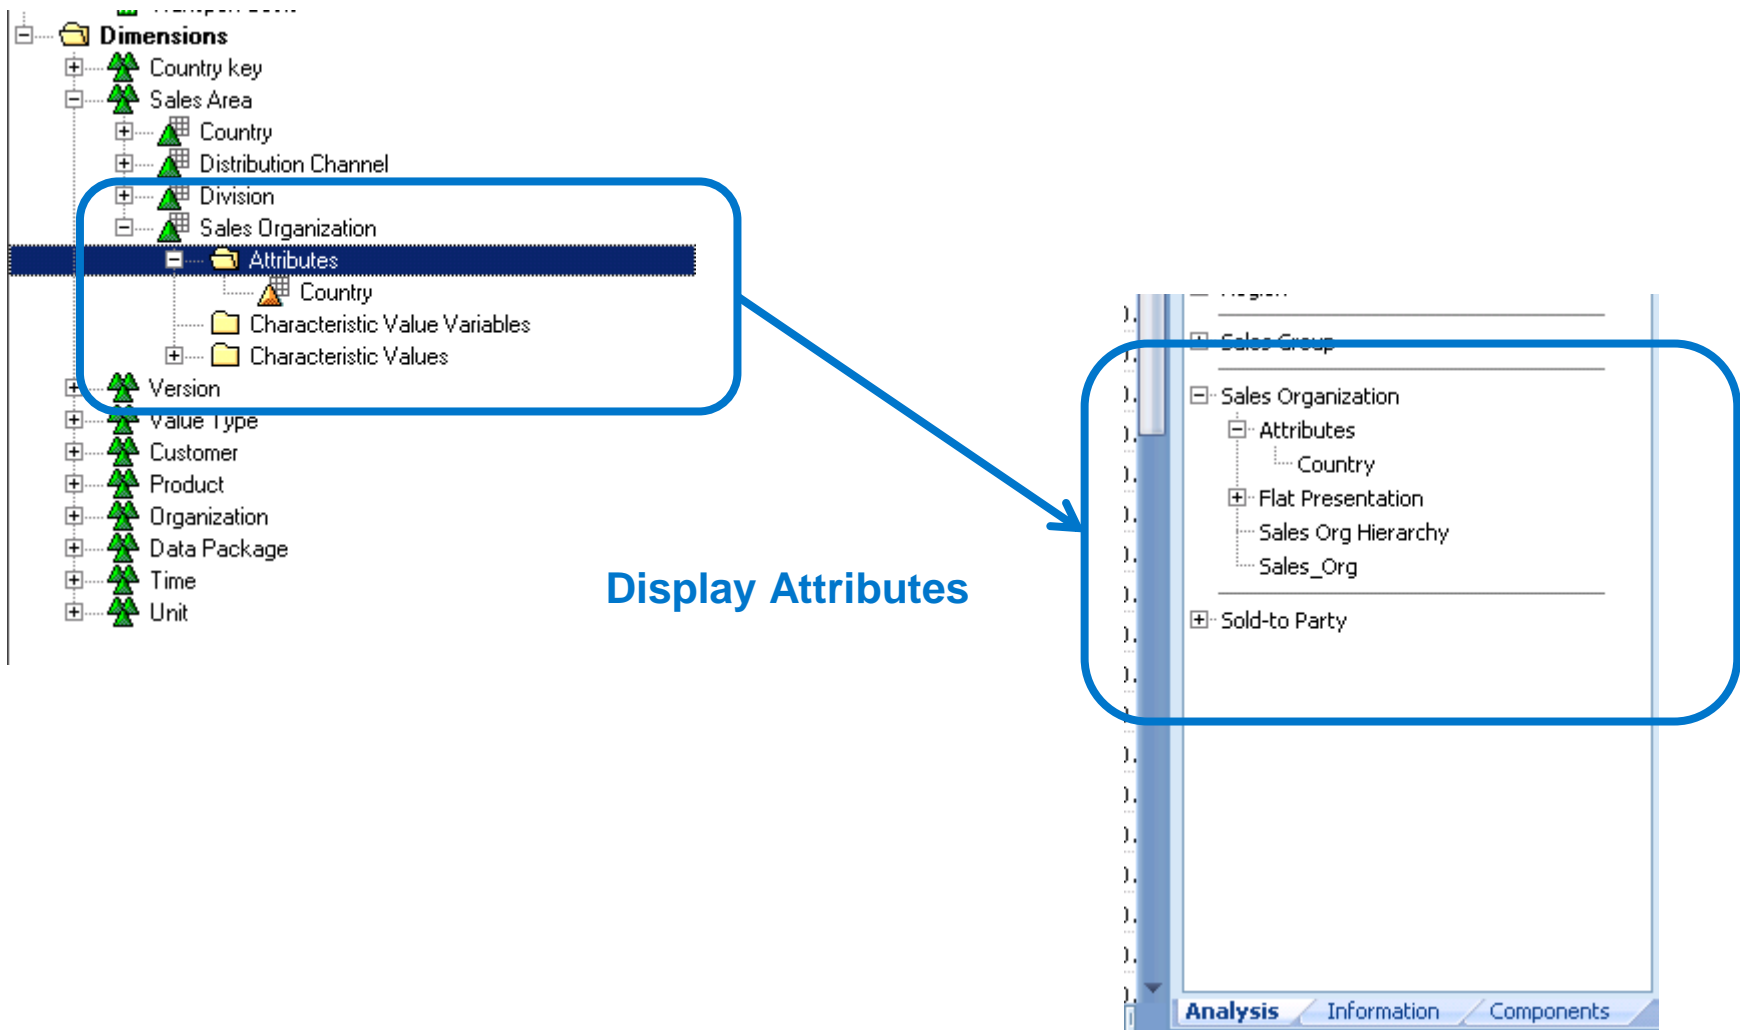 Dimensions
Country key
Sales Area
Country
Distribution Channel
Division
Sales Organization
Attributes
Country
Characteristic Value Variables
Characteristic Values
Version
Value Type
Customer
Product
Organization
Data Package
Time
Unit
Display Attributes
Region
Sales Group
Sales Organization
Attributes
Country
Flat Presentation
Sales Org Hierarchy
Sales_Org
Sold-to Party
Analysis Information Components